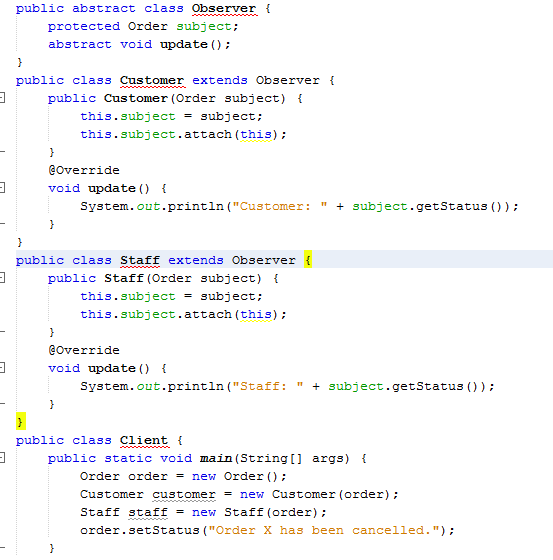 public abstract class Observer {
    protected Order subject;
    abstract void update();
}
public class Customer extends Observer {
    public Customer(Order subject) {
        this.subject = subject;
        this.subject.attach(this);
    }
    @Override
    void update() {
        System.out.println("Customer: " + subject.getStatus());
    }
}
public class Staff extends Observer {
    public Staff(Order subject) {
        this.subject = subject;
        this.subject.attach(this);
    }
    @Override
    void update() {
        System.out.println("Staff: " + subject.getStatus());
    }
}
public class Client {
    public static void main(String[] args) {
        Order order = new Order();
        Customer customer = new Customer(order);
        Staff staff = new Staff(order);
        order.setStatus("Order X has been cancelled.");
    }